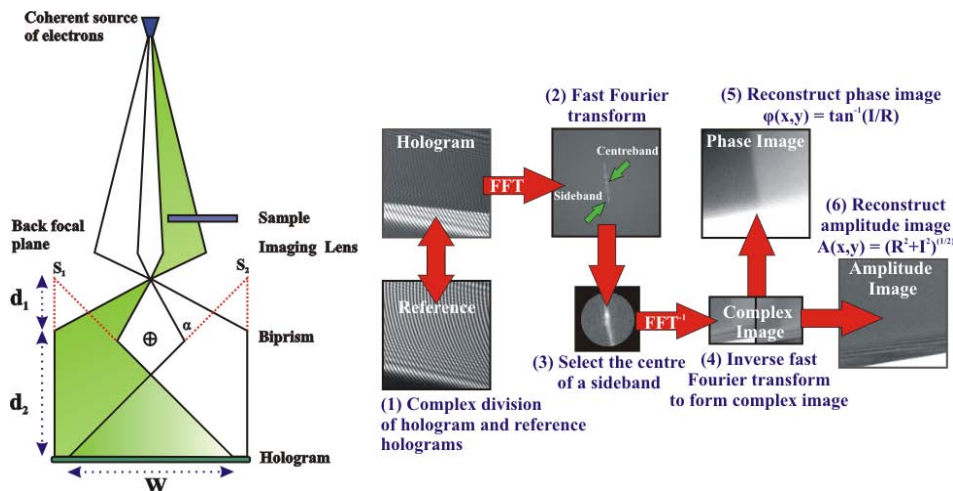 Coherent source
of electrons
Sample
Back focal
plane
Imaging Lens
S₁
S₂
d₁
α
⊕
Biprism
d₂
Hologram
W
(2) Fast Fourier
transform
(5) Reconstruct phase image
φ(x,y) = tan⁻¹(I/R)
Hologram
FFT
Centreband
Sideband
Phase Image
(6) Reconstruct
amplitude image
A(x,y) = (R²+I²)⁽¹/²⁾
Reference
FFT⁻¹
Complex
Image
Amplitude
Image
(3) Select the centre
of a sideband
(4) Inverse fast
Fourier transform
to form complex image
(1) Complex division
of hologram and reference
holograms